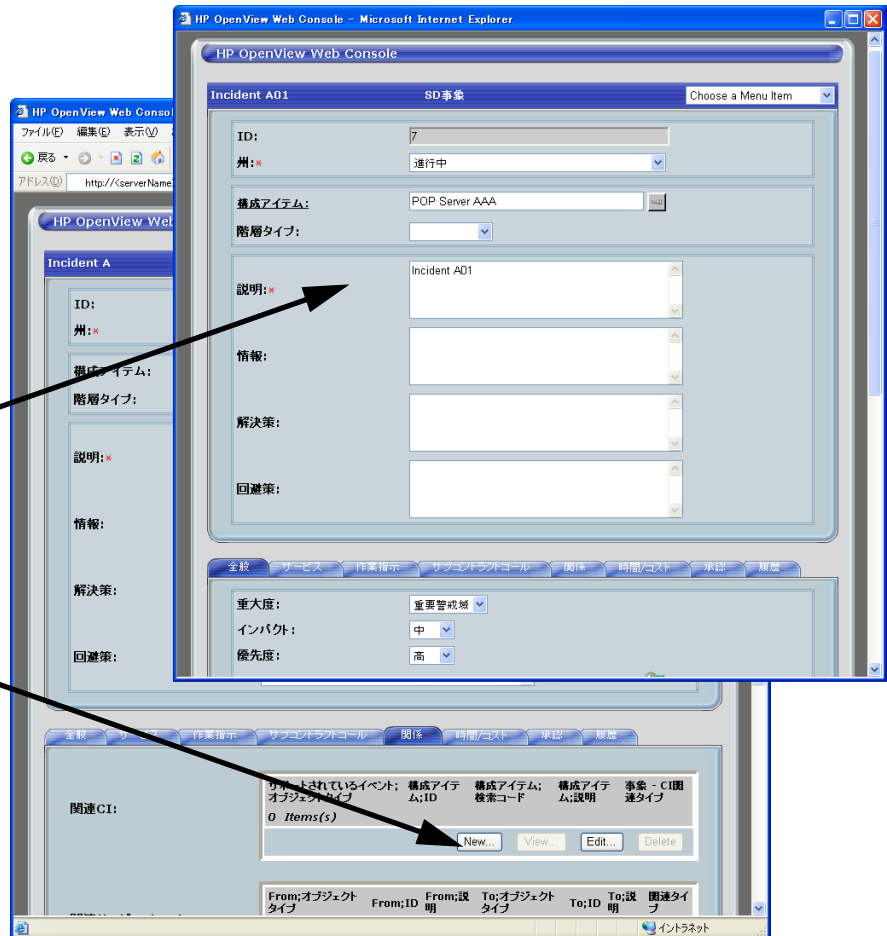 HP OpenView Web Console - Microsoft Internet Explorer
HP OpenView Web Console
Incident A01 SD事象 Choose a Menu Item
ID: 7
州:* 進行中
構成アイテム: POP Server AAA
階層タイプ:
説明:* Incident A01
情報:
解決策:
回避策:
全般 サービス 作業指示 サブコントラクトコール 関係 時間/コスト 承認 履歴
重大度: 重要警戒域
インパクト: 中
優先度: 高
HP OpenView Web Consol
ファイル(F) 編集(E) 表示(V)
戻る
アドレス(D) http://<serverName
HP OpenView Wet
Incident A
ID:
州:*
構成アイテム:
階層タイプ:
説明:*
情報:
解決策:
回避策:
全般 サービス 作業指示 サブコントラクトコール 関係 時間/コスト 承認 履歴
関連CI:
サポートされているイベント; 構成アイテ 構成アイテム; 構成アイテ 事象 - CI関
オブジェクトタイプ ム;ID 検索コード ム;説明 連タイプ
0 Items(s)
New... View... Edit... Delete
From;オブジェクト From;ID From;説 To;オブジェクト To;ID To;説 関連タイ
タイプ 明 タイプ 明 プ
イントラネット